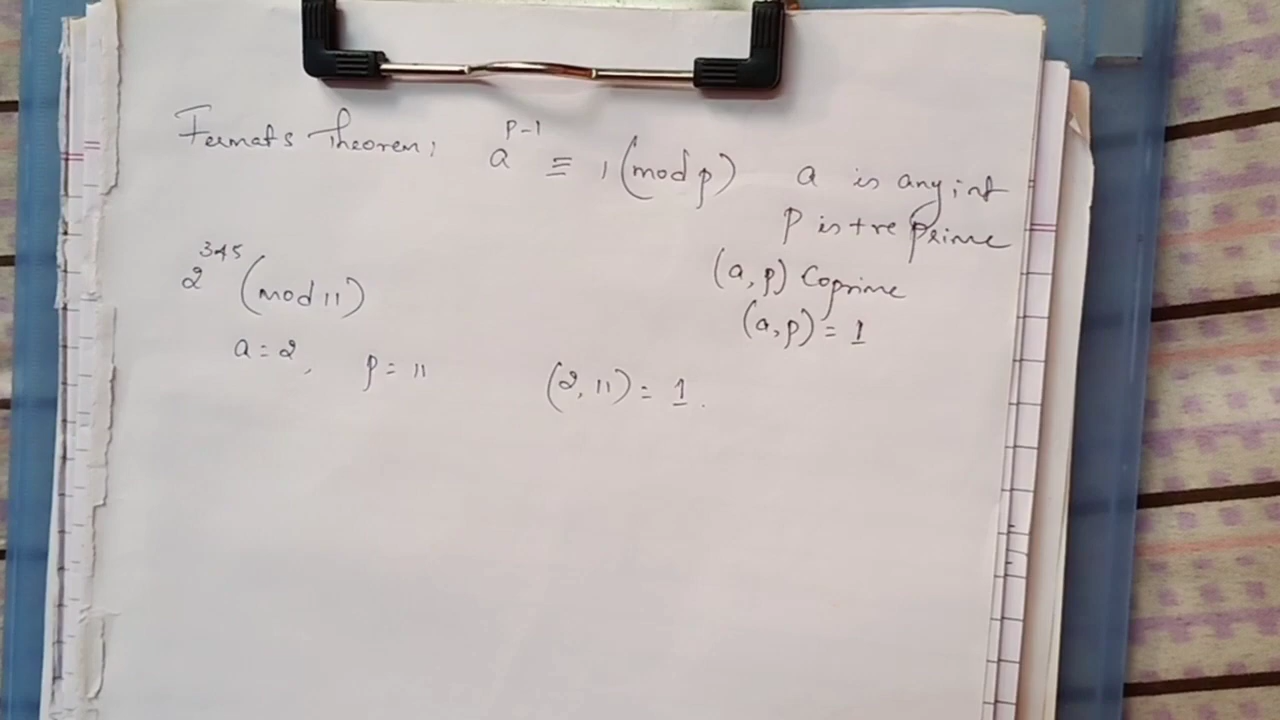 Fermat's Theorem: a^{p-1} ≡ 1 (mod p) a is any int
p is +ve prime
(a, p) Coprime
(a, p) = 1
2^{345} (mod 11)
a = 2, p = 11 (2, 11) = 1.